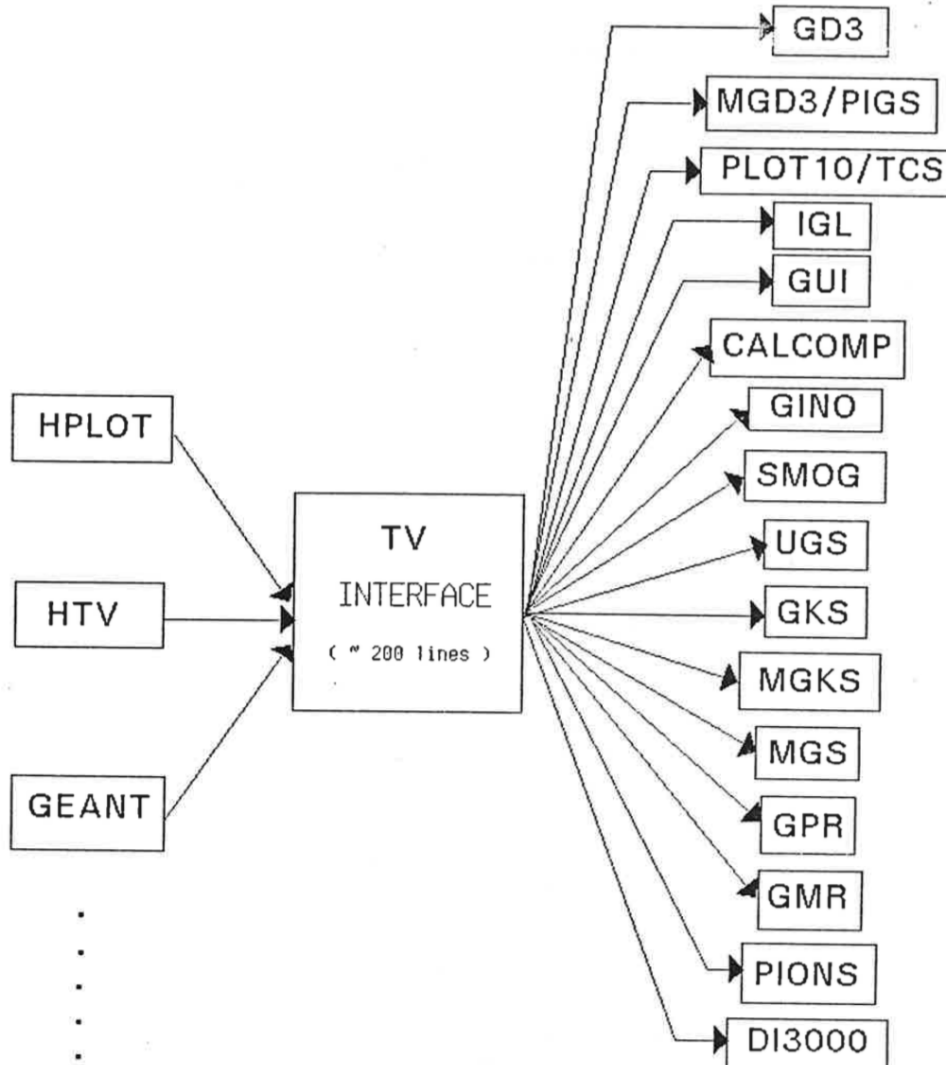 HPLOT
HTV
GEANT
TV
INTERFACE
( ~ 200 lines )
GD3
MGD3/PIGS
PLOT10/TCS
IGL
GUI
CALCOMP
GINO
SMOG
UGS
GKS
MGKS
MGS
GPR
GMR
PIONS
DI3000